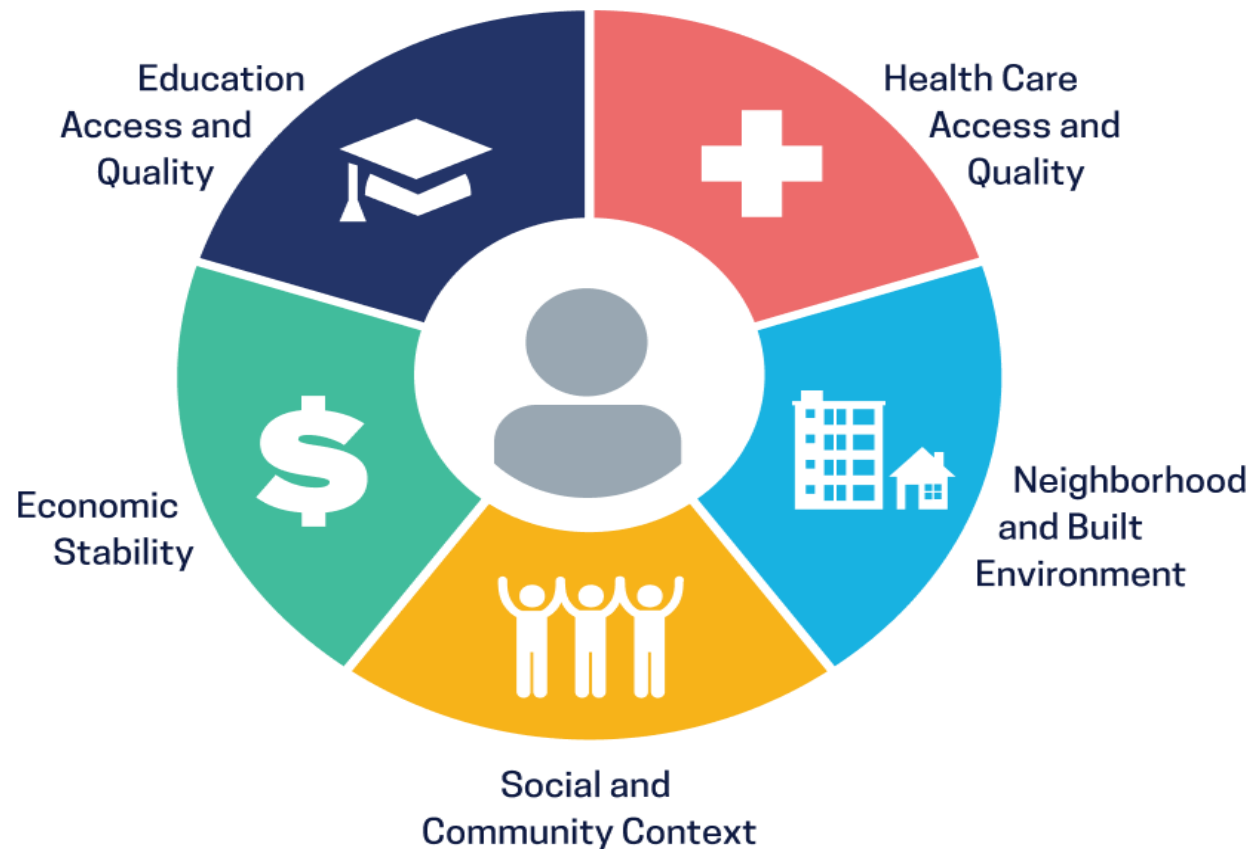 Education
Access and
Quality
Health Care
Access and
Quality
Economic
Stability
Neighborhood
and Built
Environment
Social and
Community Context